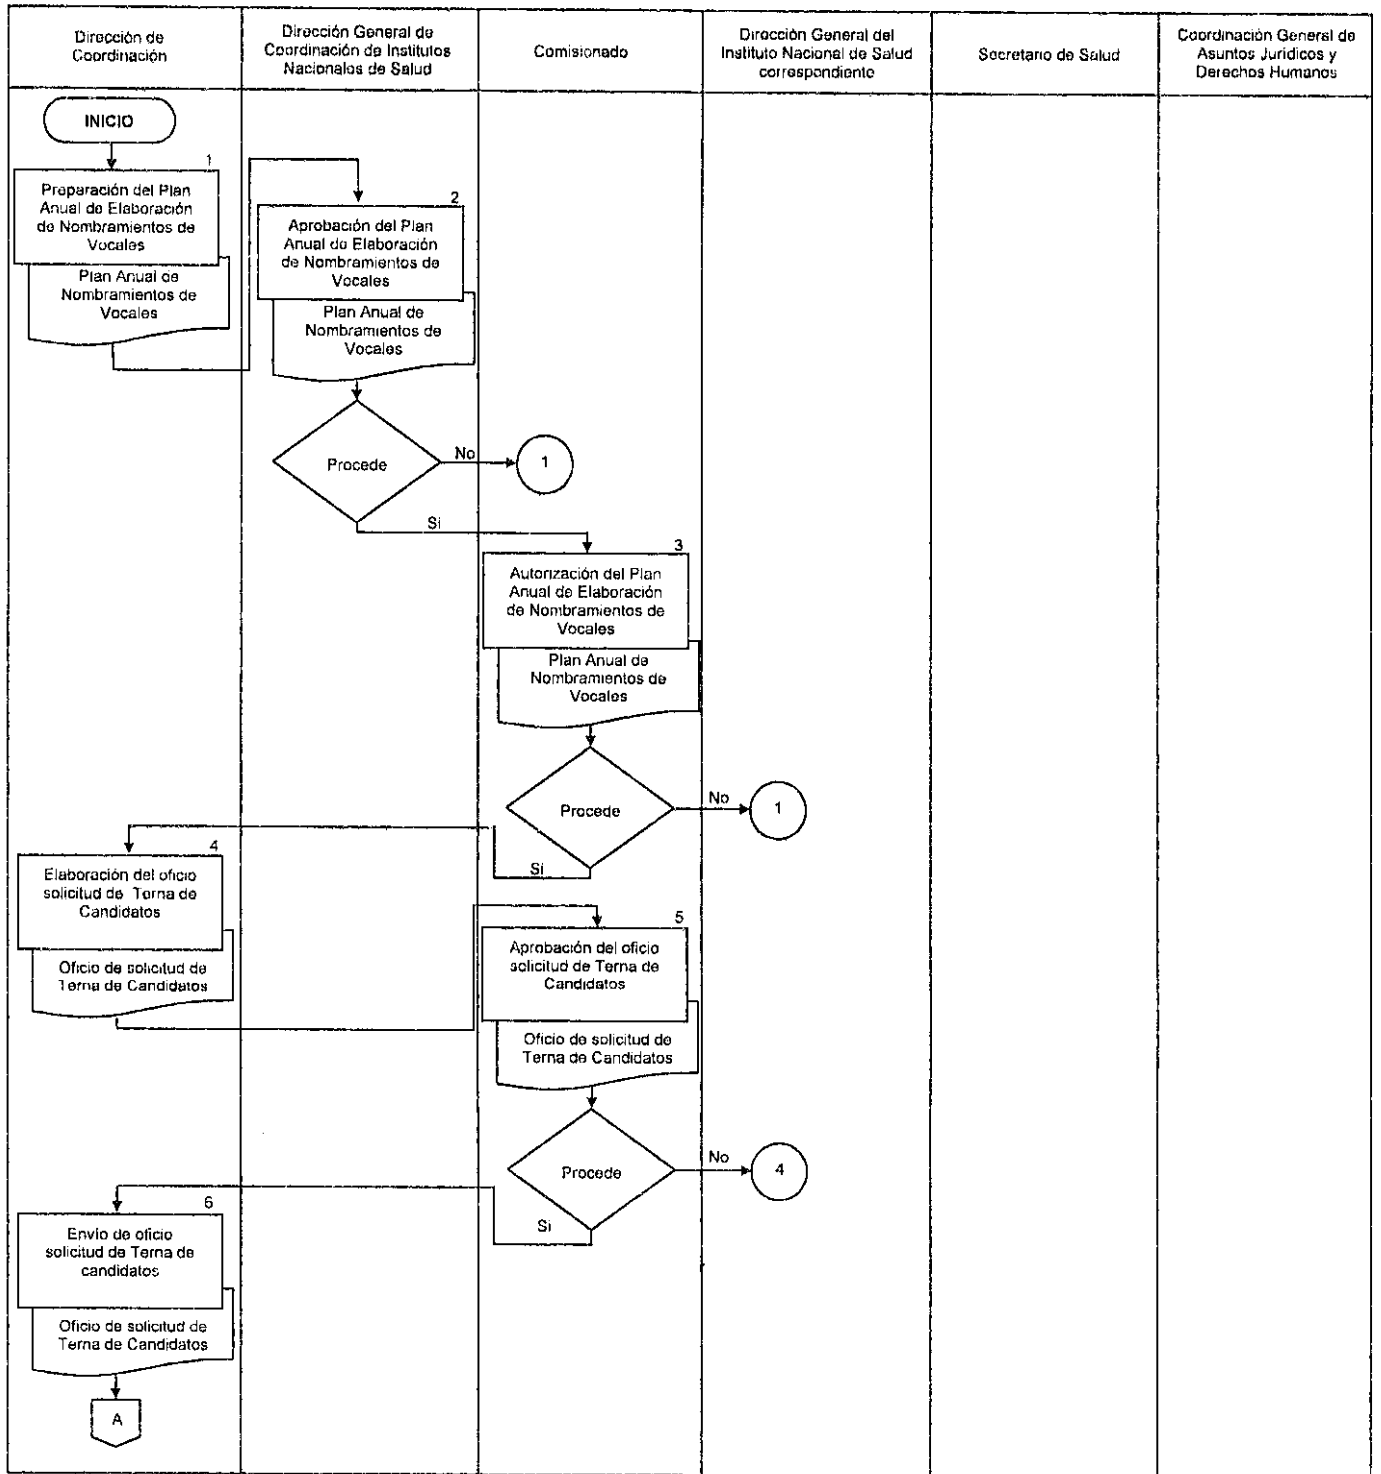 Dirección de
Coordinación
Dirección General de
Coordinación de Institutos
Nacionales de Salud
Comisionado
Dirección General del
Instituto Nacional de Salud
correspondiente
Secretario de Salud
Coordinación General de
Asuntos Jurídicos y
Derechos Humanos
INICIO
1
Preparación del Plan
Anual de Elaboración
de Nombramientos de
Vocales
Plan Anual de
Nombramientos de
Vocales
2
Aprobación del Plan
Anual de Elaboración
de Nombramientos de
Vocales
Plan Anual de
Nombramientos de
Vocales
Procede
No
1
Si
3
Autorización del Plan
Anual de Elaboración
de Nombramientos de
Vocales
Plan Anual de
Nombramientos de
Vocales
Procede
No
1
Si
4
Elaboración del oficio
solicitud de Terna de
Candidatos
Oficio de solicitud de
Terna de Candidatos
5
Aprobación del oficio
solicitud de Terna de
Candidatos
Oficio de solicitud de
Terna de Candidatos
Procede
No
4
Si
6
Envío de oficio
solicitud de Terna de
candidatos
Oficio de solicitud de
Terna de Candidatos
A